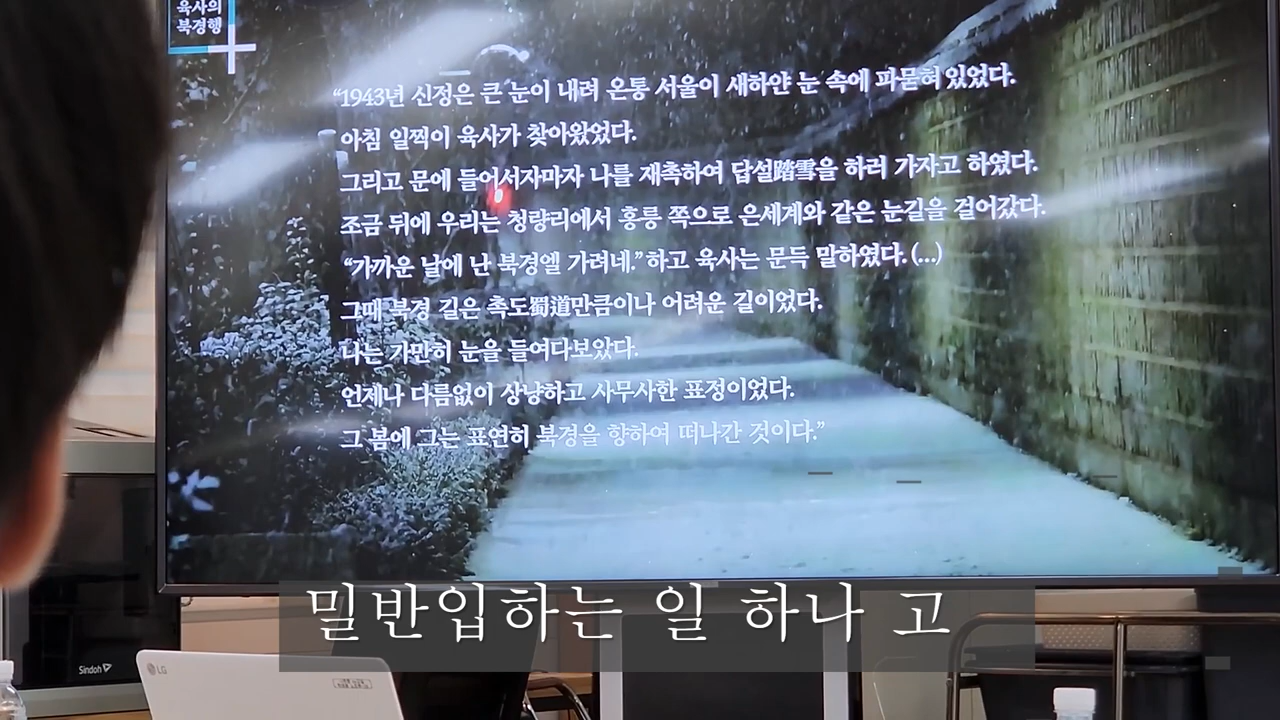 육사의
북경행
“1943년 신정은 큰 눈이 내려 온통 서울이 새하얀 눈 속에 파묻혀 있었다.
아침 일찍이 육사가 찾아왔었다.
그리고 문에 들어서자마자 나를 재촉하여 답설踏雪을 하러 가자고 하였다.
조금 뒤에 우리는 청량리에서 홍릉 쪽으로 은세계와 같은 눈길을 걸어갔다.
“가까운 날에 난 북경엘 가려네.” 하고 육사는 문득 말하였다. (...)
그때 북경 길은 촉도蜀道만큼이나 어려운 길이었다.
나는 가만히 눈을 들여다보았다.
언제나 다름없이 상냥하고 사무사한 표정이었다.
그 봄에 그는 표연히 북경을 향하여 떠나간 것이다.”
밀반입하는 일 하나 고
Sindoh
LG